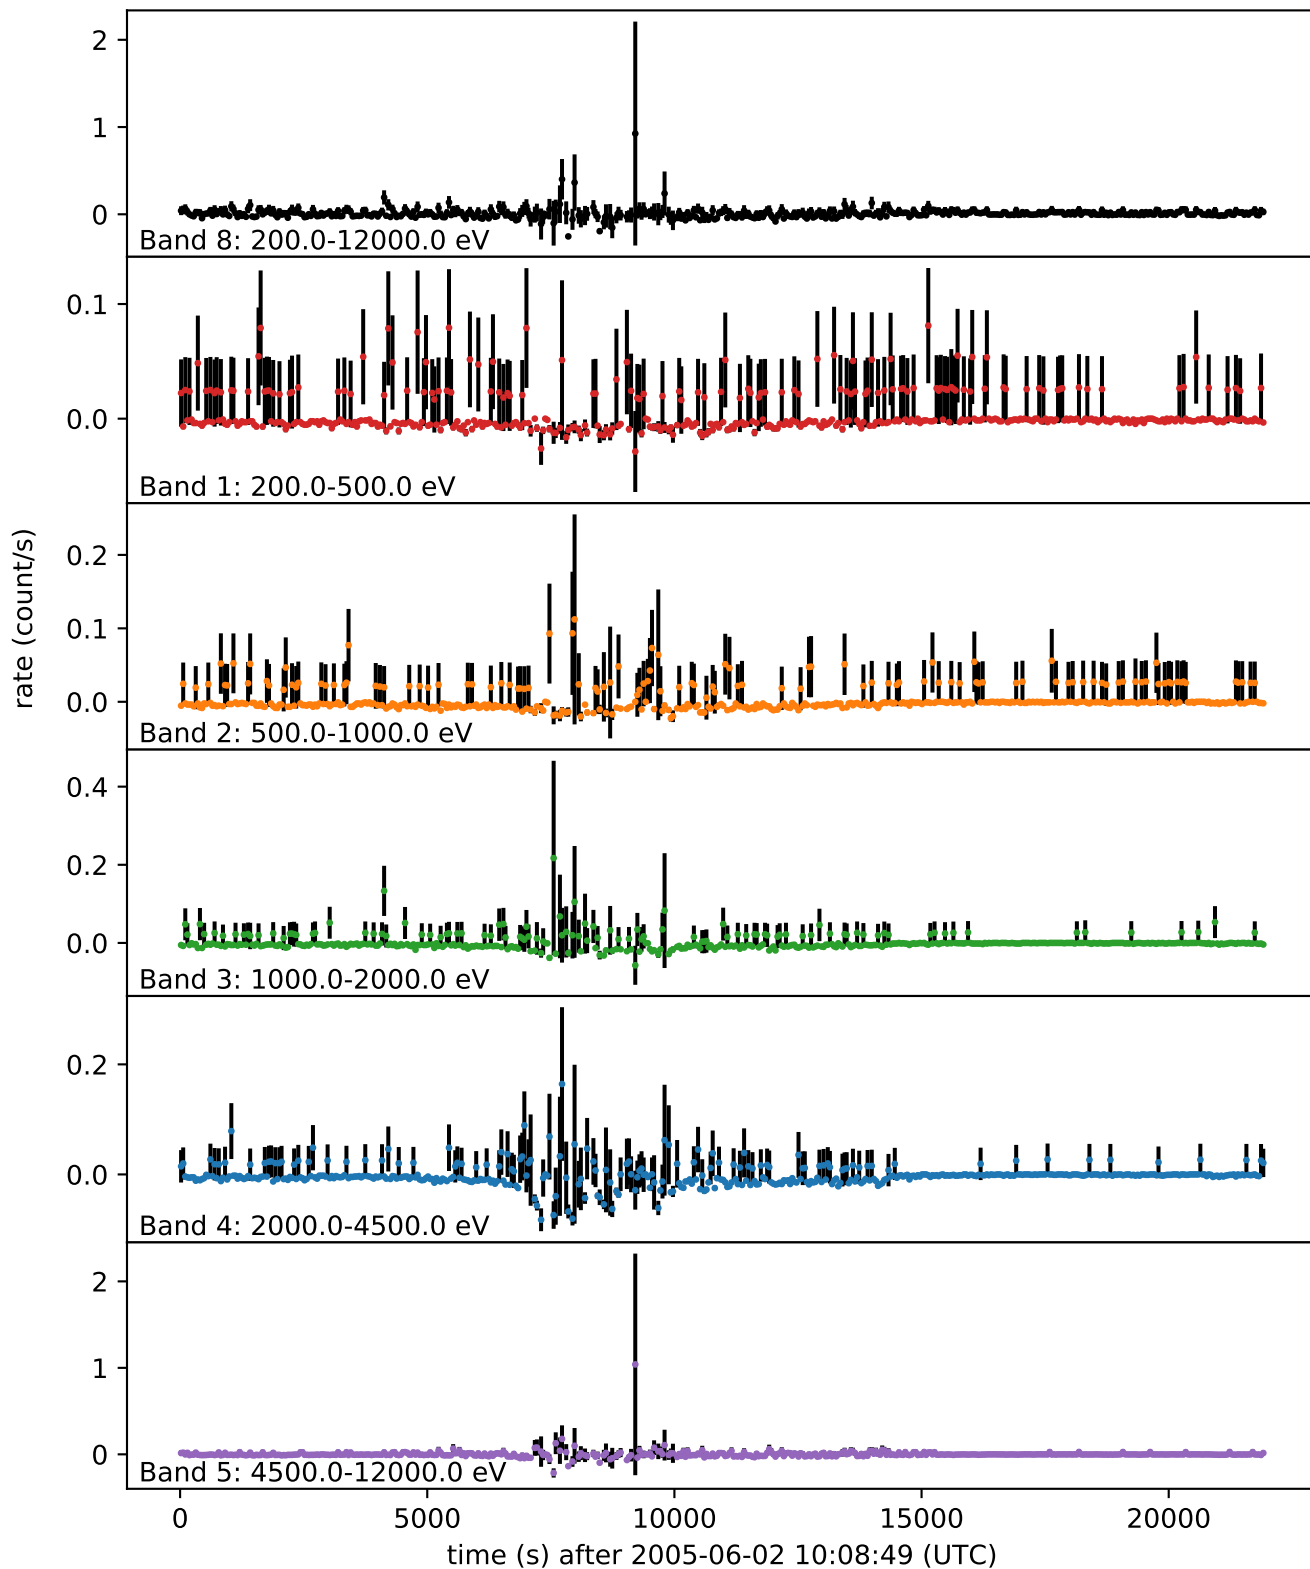 2
1
0
Band 8: 200.0-12000.0 eV
0.1
0.0
Band 1: 200.0-500.0 eV
rate (count/s)
0.2
0.1
0.0
Band 2: 500.0-1000.0 eV
0.4
0.2
0.0
Band 3: 1000.0-2000.0 eV
0.2
0.0
Band 4: 2000.0-4500.0 eV
2
1
0
Band 5: 4500.0-12000.0 eV
0 5000 10000 15000 20000
time (s) after 2005-06-02 10:08:49 (UTC)